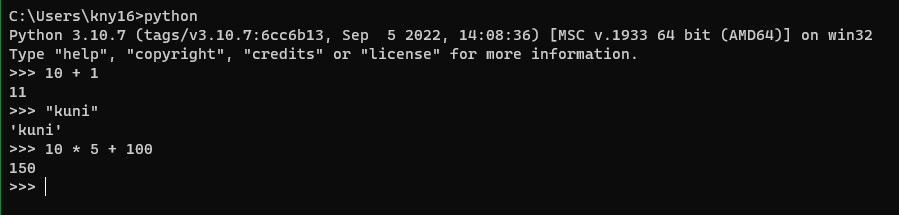 C:\Users\kny16>python
Python 3.10.7 (tags/v3.10.7:6cc6b13, Sep  5 2022, 14:08:36) [MSC v.1933 64 bit (AMD64)] on win32
Type "help", "copyright", "credits" or "license" for more information.
>>> 10 + 1
11
>>> "kuni"
'kuni'
>>> 10 * 5 + 100
150
>>>